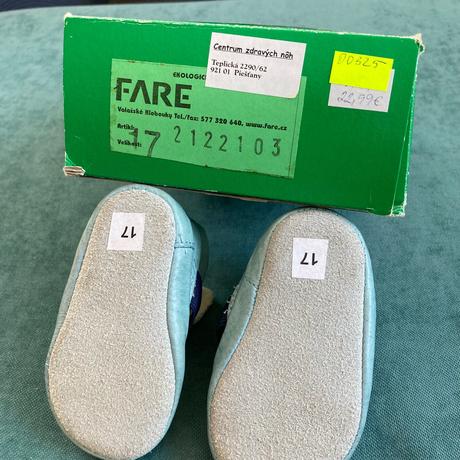 Centrum zdravých nôh
Teplická 2290/62
921 01 Piešťany
00325
22,99€
EKOLOGIC
FARE
Valašské Klobouky Tel./fax: 577 320 640, www.fare.cz
Artikl:
2122103
Velikost:
17
17
17